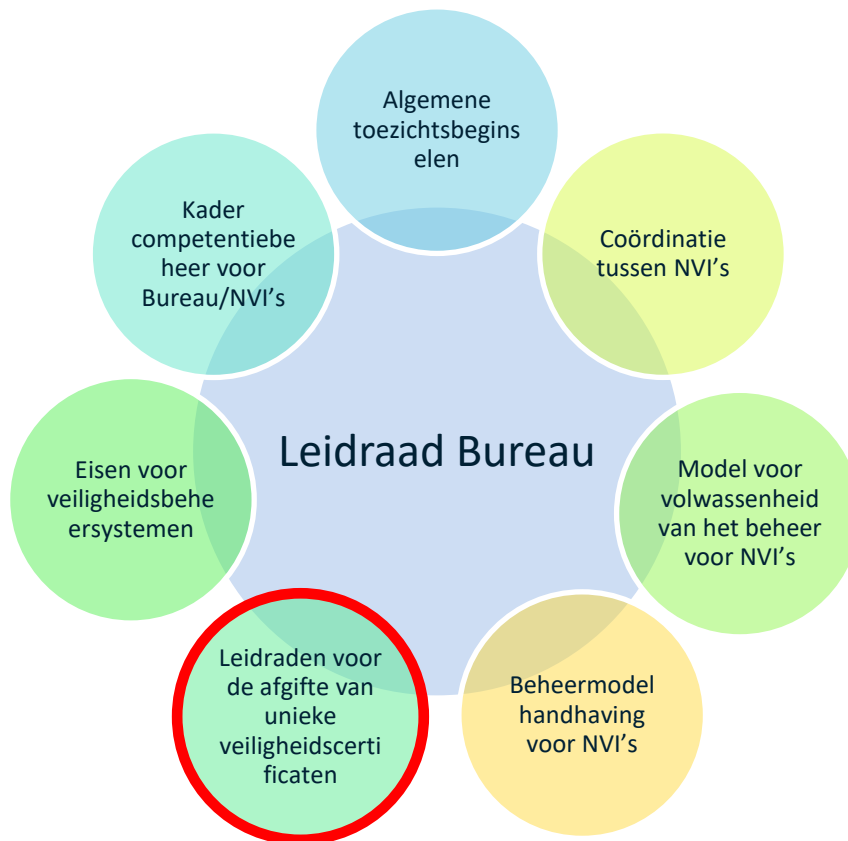 Algemene
toezichtsbegins
elen
Coördinatie
tussen NVI’s
Model voor
volwassenheid
van het beheer
voor NVI’s
Beheermodel
handhaving
voor NVI’s
Leidraden voor
de afgifte van
unieke
veiligheidscerti
ficaten
Eisen voor
veiligheidsbehe
ersystemen
Kader
competentiebe
heer voor
Bureau/NVI’s
Leidraad Bureau